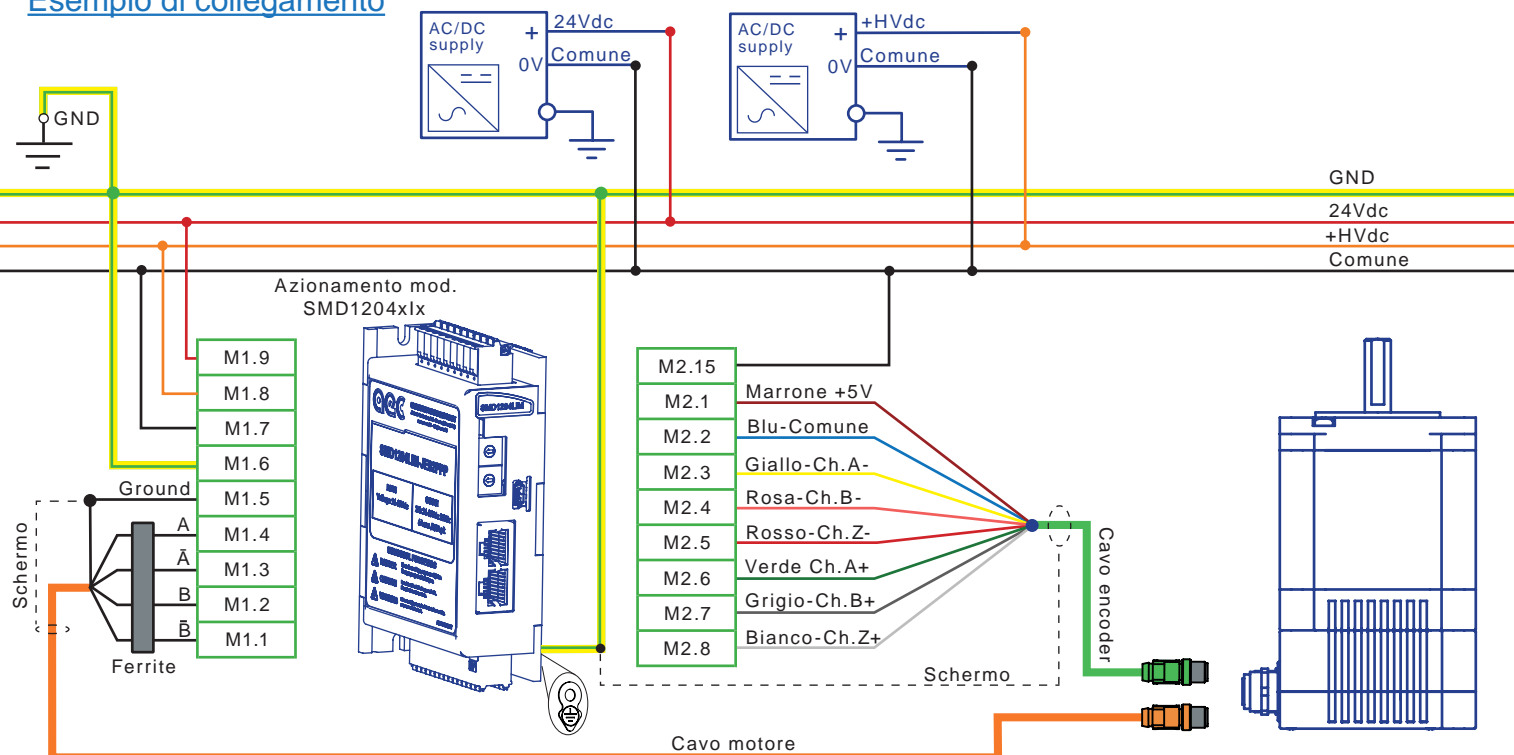 Esempio di collegamento
AC/DC
supply
+
24Vdc
0V
Comune
AC/DC
supply
+
+HVdc
0V
Comune
GND
GND
24Vdc
+HVdc
Comune
Azionamento mod.
SMD1204xIx
M1.9
M1.8
M1.7
M1.6
Ground
M1.5
A
M1.4
Ā
M1.3
B
M1.2
B̄
M1.1
Schermo
Ferrite
aec
M2.15
M2.1
Marrone +5V
M2.2
Blu-Comune
M2.3
Giallo-Ch.A-
M2.4
Rosa-Ch.B-
M2.5
Rosso-Ch.Z-
M2.6
Verde Ch.A+
M2.7
Grigio-Ch.B+
M2.8
Bianco-Ch.Z+
Schermo
Cavo encoder
Cavo motore